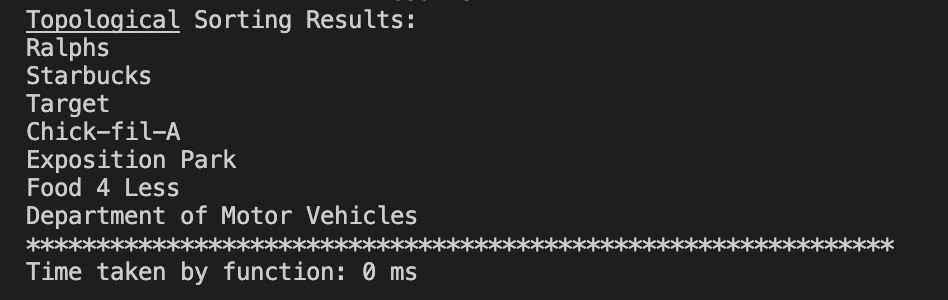 Topological Sorting Results:
Ralphs
Starbucks
Target
Chick-fil-A
Exposition Park
Food 4 Less
Department of Motor Vehicles
**************************************************************
Time taken by function: 0 ms